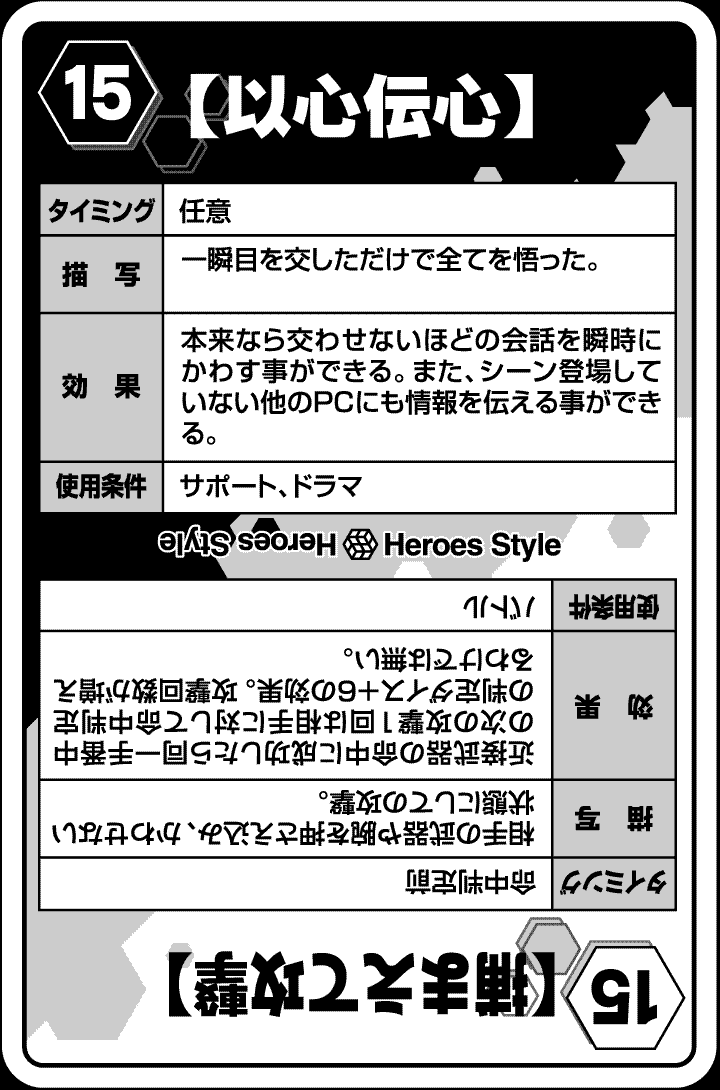 15
【以心伝心】
タイミング 任意
描　写 一瞬目を交しただけで全てを悟った。
効　果 本来なら交わせないほどの会話を瞬時に
かわす事ができる。また、シーン登場して
いない他のPCにも情報を伝える事ができ
る。
使用条件 サポート、ドラマ
Heroes Style
Heroes Style
15
【捕まえて攻撃】
タイミング 命中判定前
描　写 相手の武器や腕を押さえ込み、かわせない
状態にしての攻撃。
効　果 近接武器の命中に成功したら同一手番中
の次の攻撃1回は相手に対して命中判定
の判定ダイス+6の効果。攻撃回数が増え
るわけでは無い。
使用条件 バトル